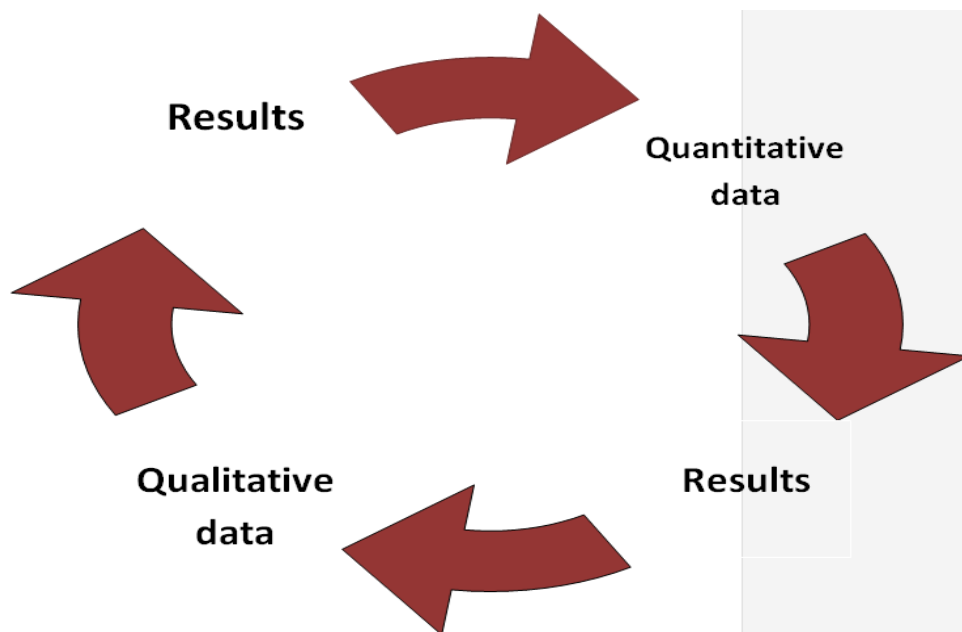 Results
Quantitative
data
Results
Qualitative
data